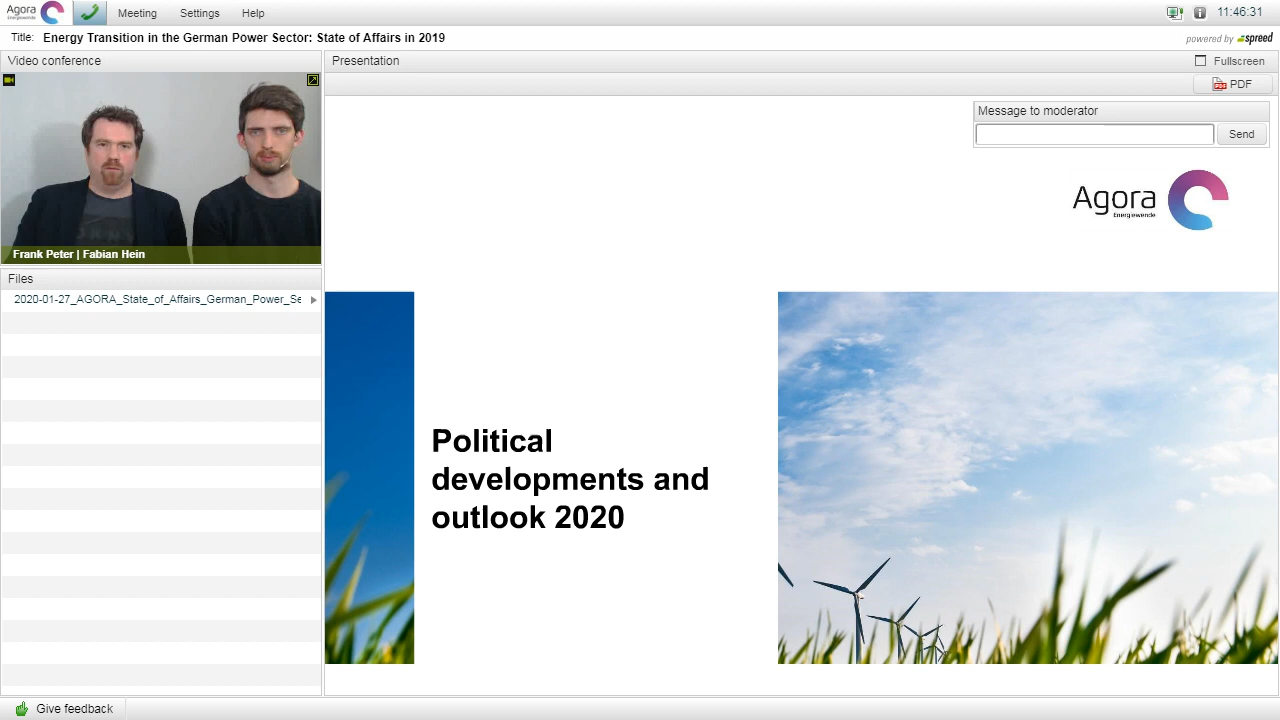 Agora
Energiewende
Meeting
Settings
Help
11:46:31
Title: Energy Transition in the German Power Sector: State of Affairs in 2019
powered by spreed
Video conference
Presentation
Fullscreen
PDF
Message to moderator
Send
Agora
Energiewende
Frank Peter | Fabian Hein
Files
2020-01-27_AGORA_State_of_Affairs_German_Power_Se
Political
developments and
outlook 2020
Give feedback